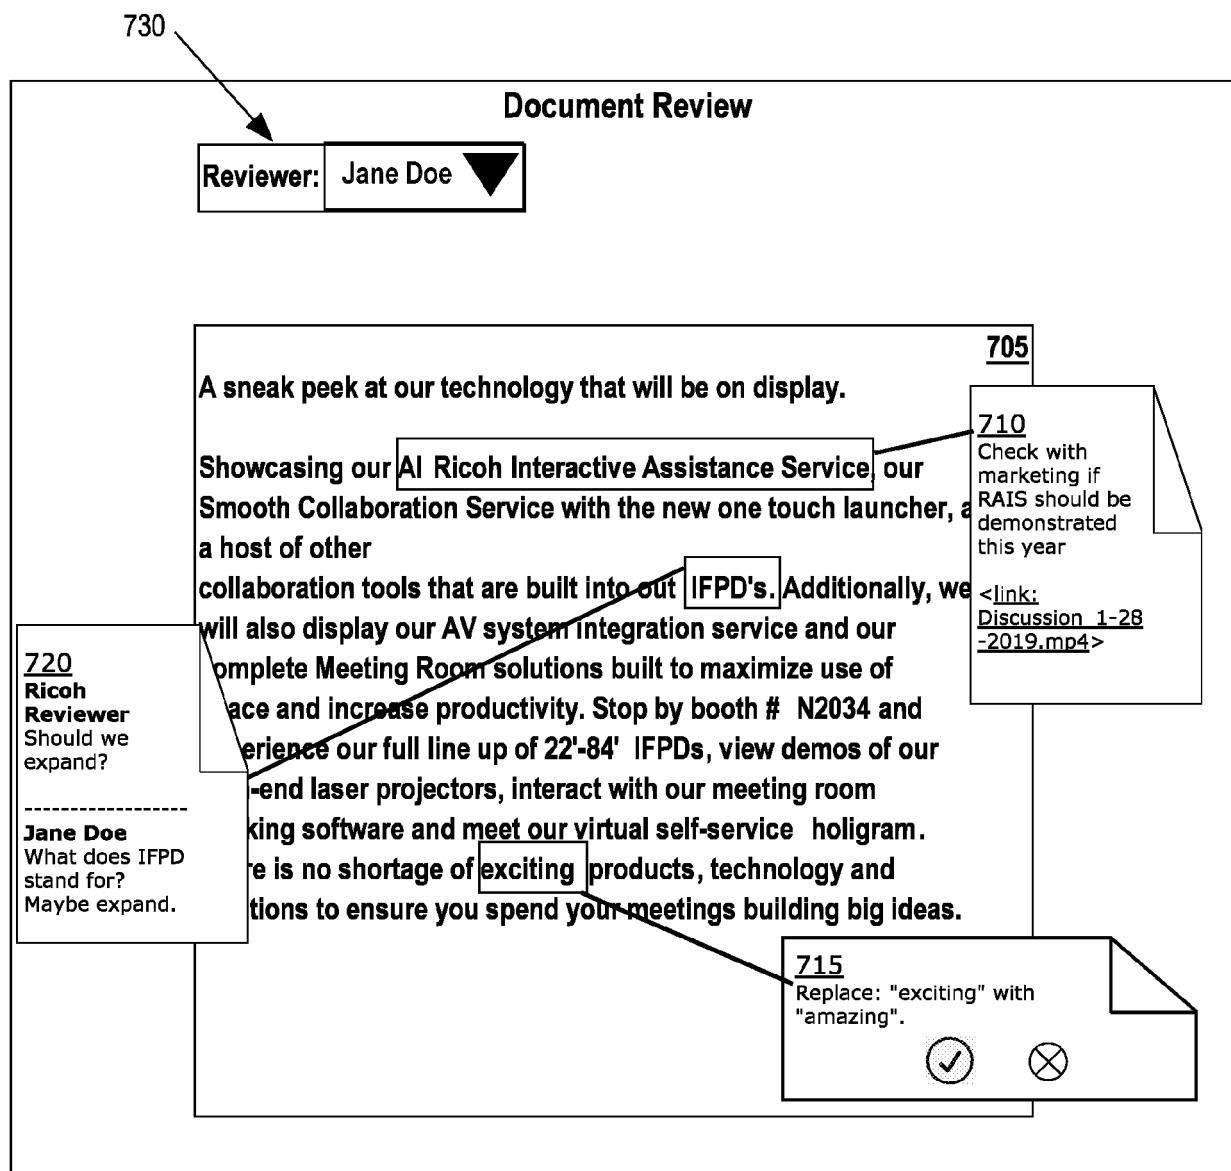 730
Document Review
Reviewer: Jane Doe
705
A sneak peek at our technology that will be on display.
Showcasing our AI Ricoh Interactive Assistance Service, our
Smooth Collaboration Service with the new one touch launcher,
a host of other
collaboration tools that are built into out IFPD's. Additionally, we
will also display our AV system integration service and our
omplete Meeting Room solutions built to maximize use of
ace and increase productivity. Stop by booth # N2034 and
erience our full line up of 22'-84' IFPDs, view demos of our
-end laser projectors, interact with our meeting room
king software and meet our virtual self-service holigram.
re is no shortage of exciting products, technology and
tions to ensure you spend your meetings building big ideas.
710
Check with
marketing if
RAIS should be
demonstrated
this year
<link:
Discussion_1-28
-2019.mp4>
720
Ricoh
Reviewer
Should we
expand?
------------------
Jane Doe
What does IFPD
stand for?
Maybe expand.
715
Replace: "exciting" with
"amazing".